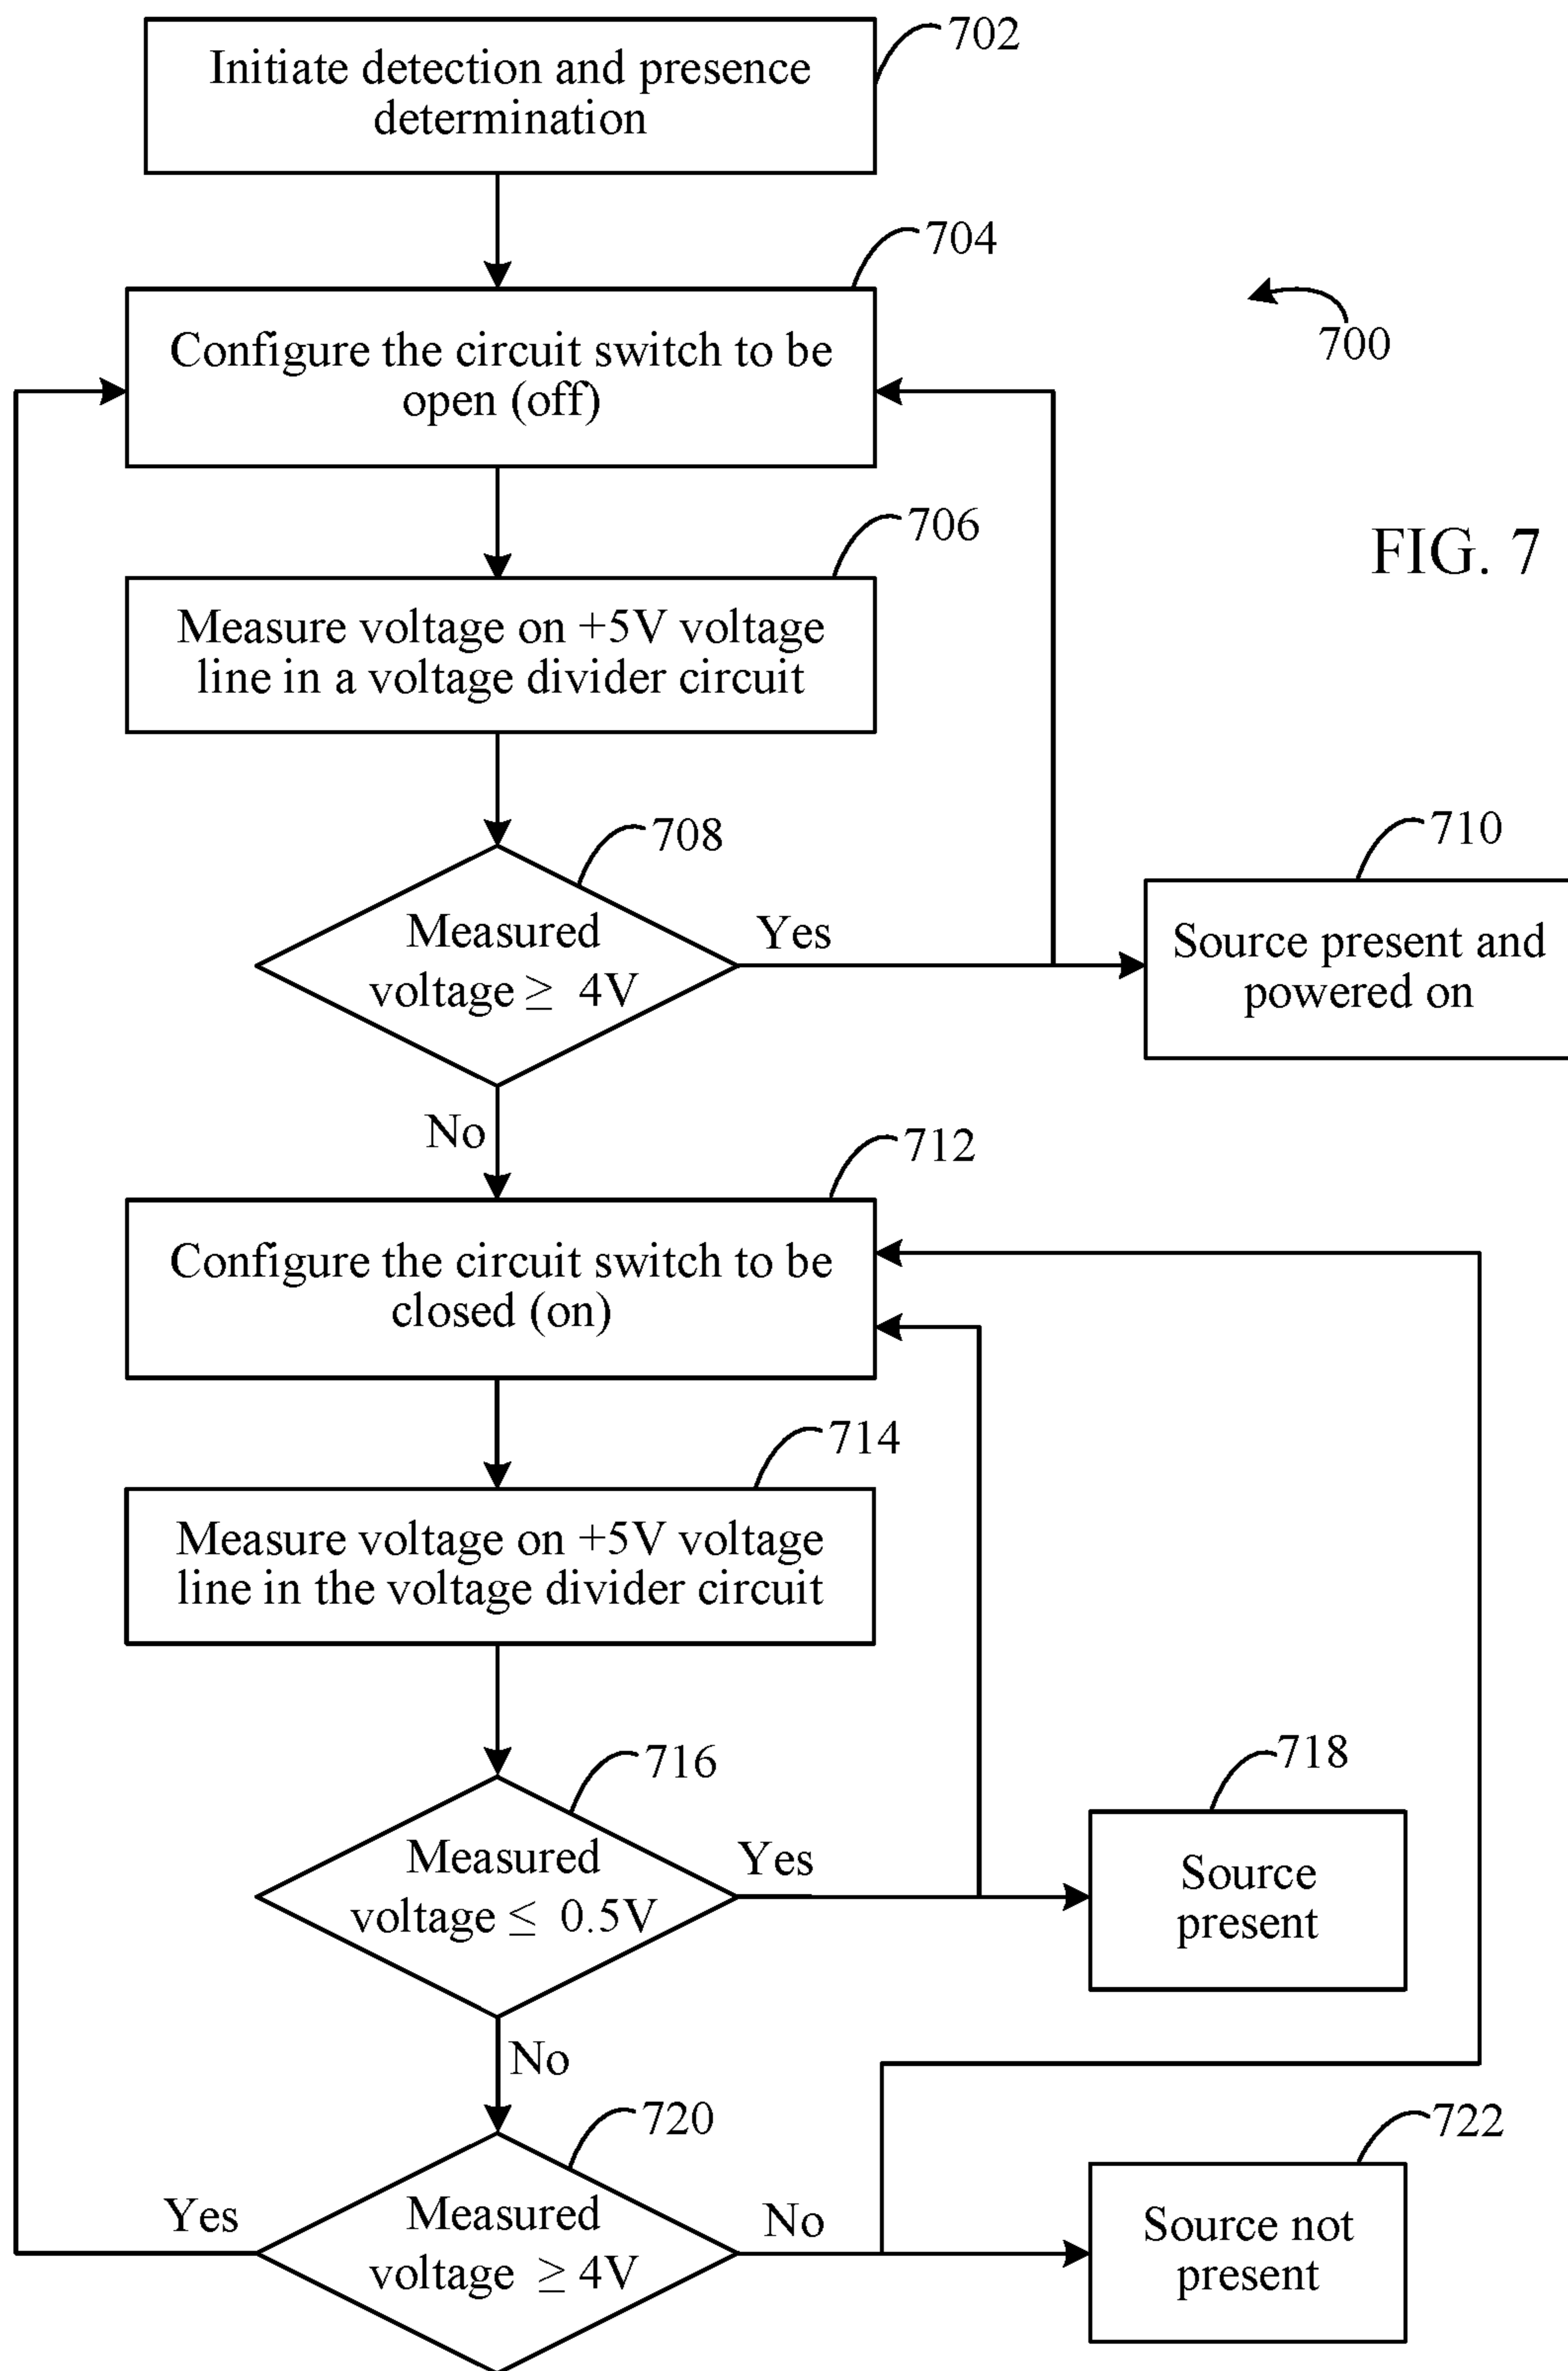 702
Initiate detection and presence
determination
704
Configure the circuit switch to be
open (off)
700
706
FIG. 7
Measure voltage on +5V voltage
line in a voltage divider circuit
708
710
Measured
voltage ≥ 4V
Yes
Source present and
powered on
No
712
Configure the circuit switch to be
closed (on)
714
Measure voltage on +5V voltage
line in the voltage divider circuit
716
718
Measured
voltage ≤ 0.5V
Yes
Source
present
No
720
722
Yes
Measured
voltage ≥ 4V
No
Source not
present